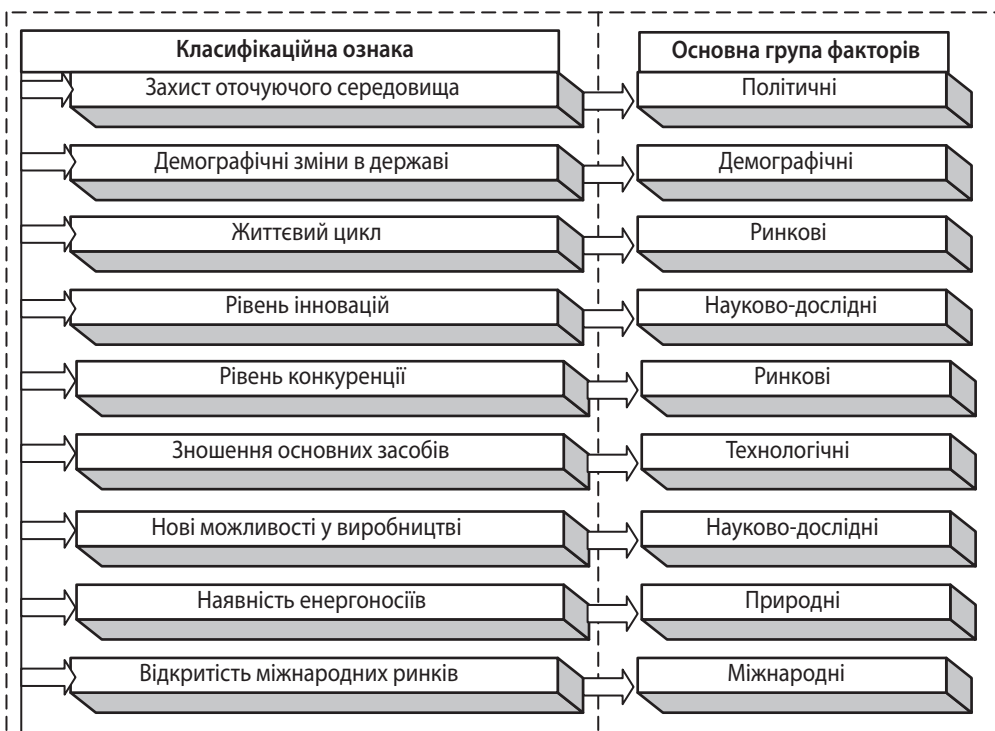 Класифікаційна ознака
Основна група факторів
Захист оточуючого середовища
Політичні
Демографічні зміни в державі
Демографічні
Життєвий цикл
Ринкові
Рівень інновацій
Науково-дослідні
Рівень конкуренції
Ринкові
Зношення основних засобів
Технологічні
Нові можливості у виробництві
Науково-дослідні
Наявність енергоносіїв
Природні
Відкритість міжнародних ринків
Міжнародні